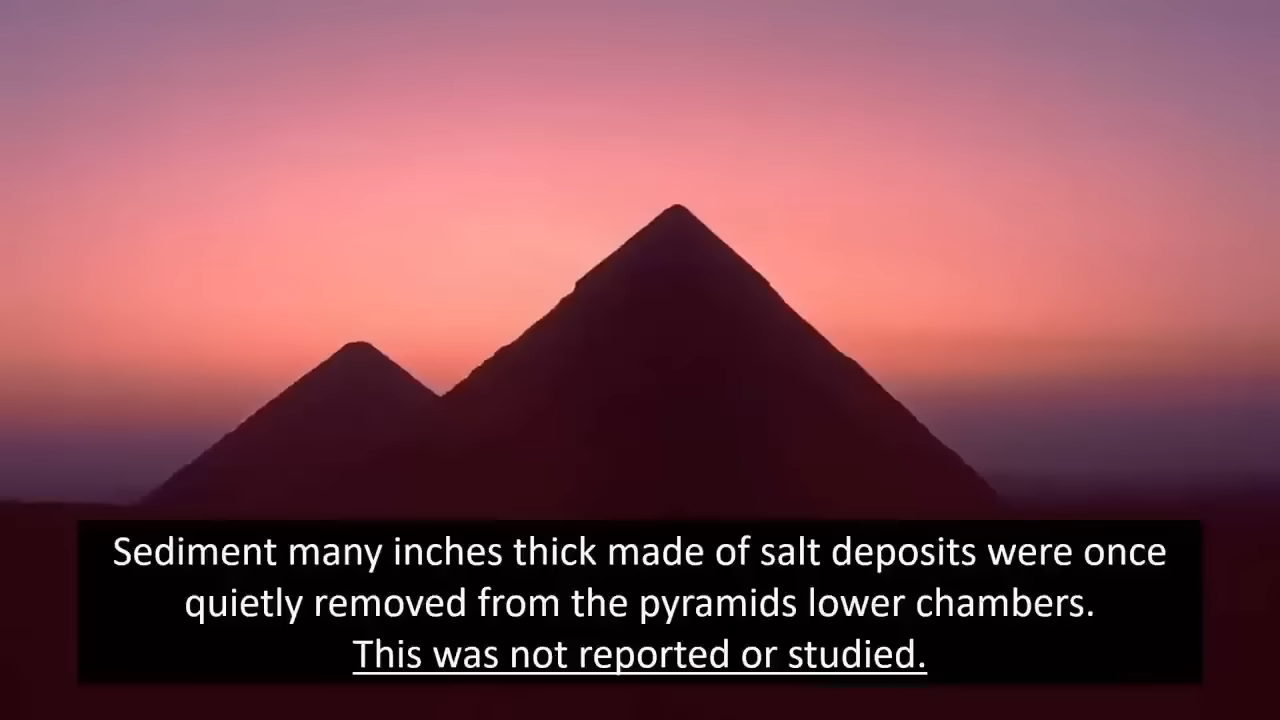 Sediment many inches thick made of salt deposits were once
quietly removed from the pyramids lower chambers.
This was not reported or studied.